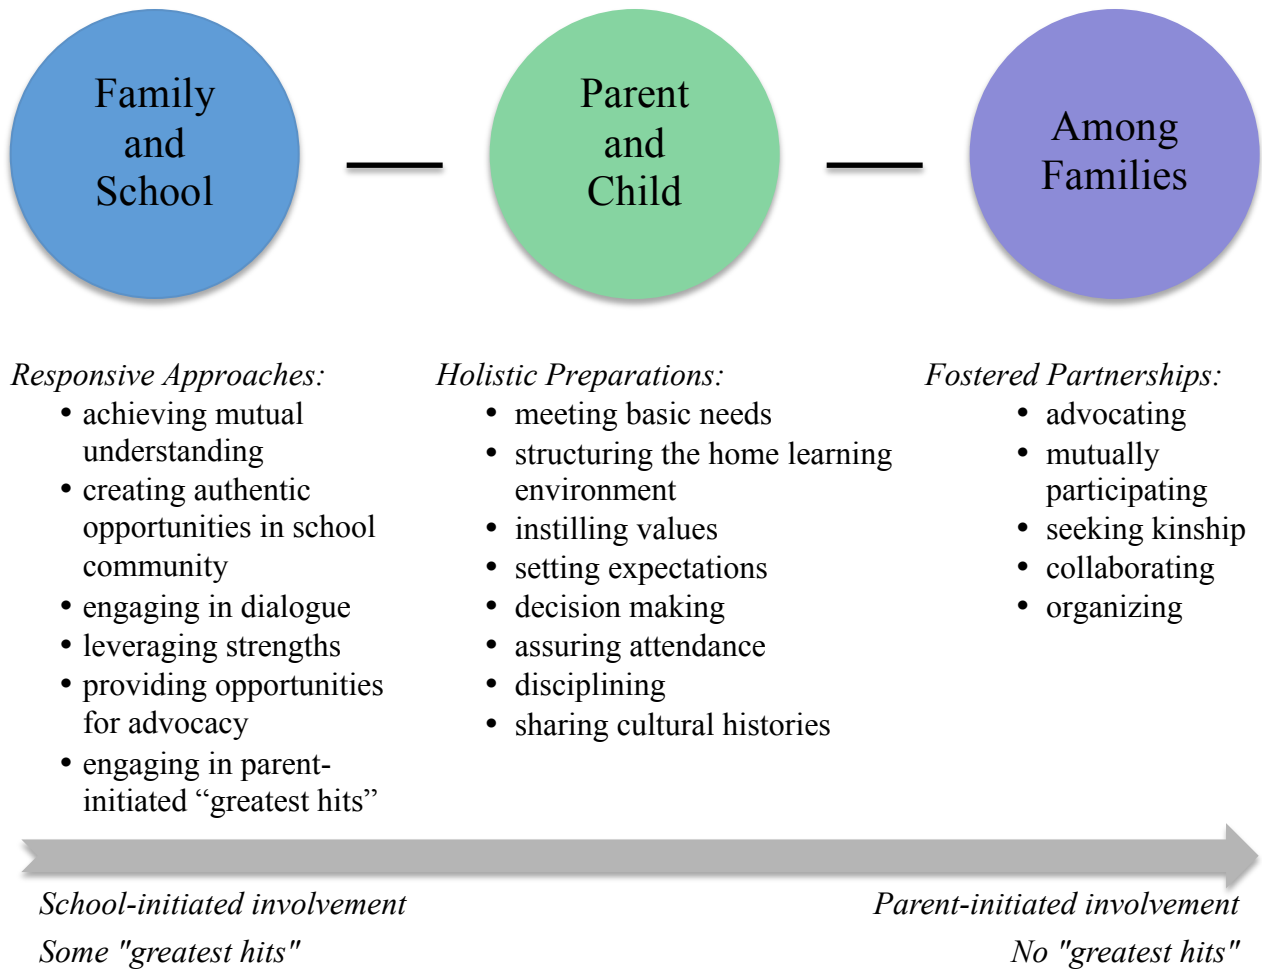 Family
and
School
Parent
and
Child
Among
Families
Responsive Approaches:
• achieving mutual
understanding
• creating authentic
opportunities in school
community
• engaging in dialogue
• leveraging strengths
• providing opportunities
for advocacy
• engaging in parent-
initiated “greatest hits”
Holistic Preparations:
• meeting basic needs
• structuring the home learning
environment
• instilling values
• setting expectations
• decision making
• assuring attendance
• disciplining
• sharing cultural histories
Fostered Partnerships:
• advocating
• mutually
participating
• seeking kinship
• collaborating
• organizing
School-initiated involvement
Some "greatest hits"
Parent-initiated involvement
No "greatest hits"